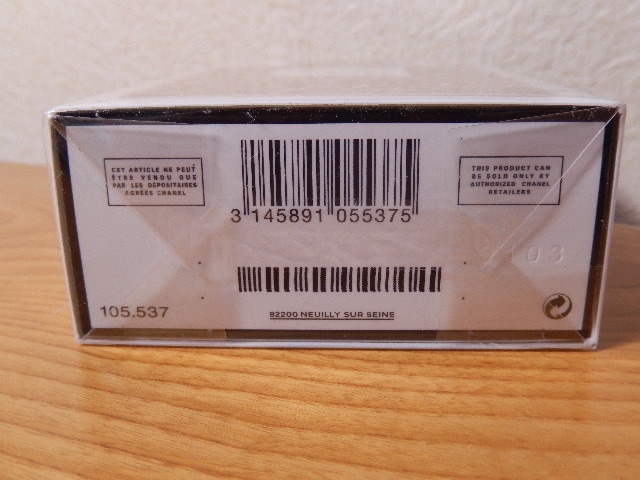 CET ARTICLE NE PEUT
ÊTRE VENDU QUE
PAR LES DÉPOSITAIRES
AGRÉÉS CHANEL
THIS PRODUCT CAN
BE SOLD ONLY BY
AUTHORIZED CHANEL
RETAILERS
3 145891 055375
103
105.537
92200 NEUILLY SUR SEINE